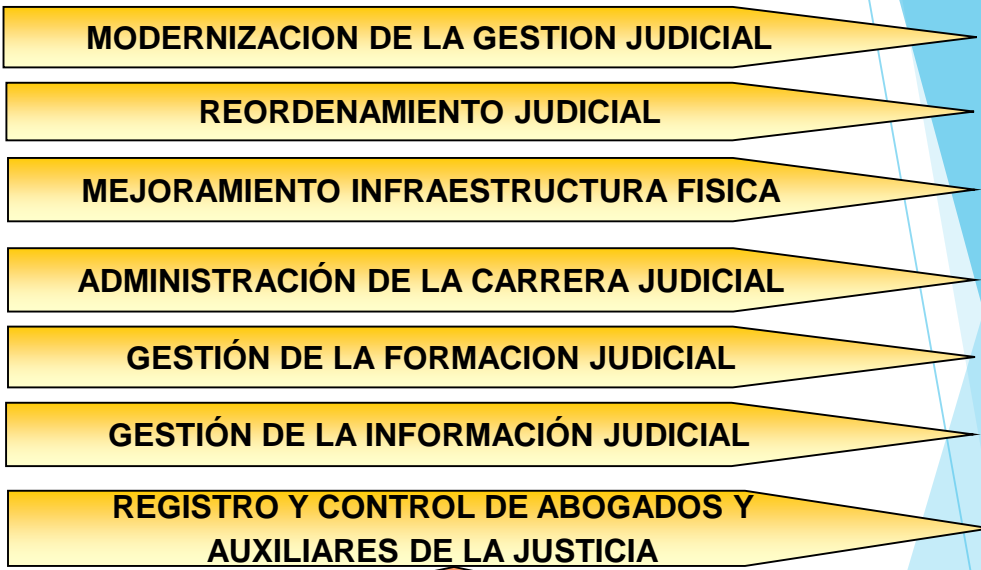 MODERNIZACION DE LA GESTION JUDICIAL
REORDENAMIENTO JUDICIAL
MEJORAMIENTO INFRAESTRUCTURA FISICA
ADMINISTRACIÓN DE LA CARRERA JUDICIAL
GESTIÓN DE LA FORMACION JUDICIAL
GESTIÓN DE LA INFORMACIÓN JUDICIAL
REGISTRO Y CONTROL DE ABOGADOS Y
AUXILIARES DE LA JUSTICIA